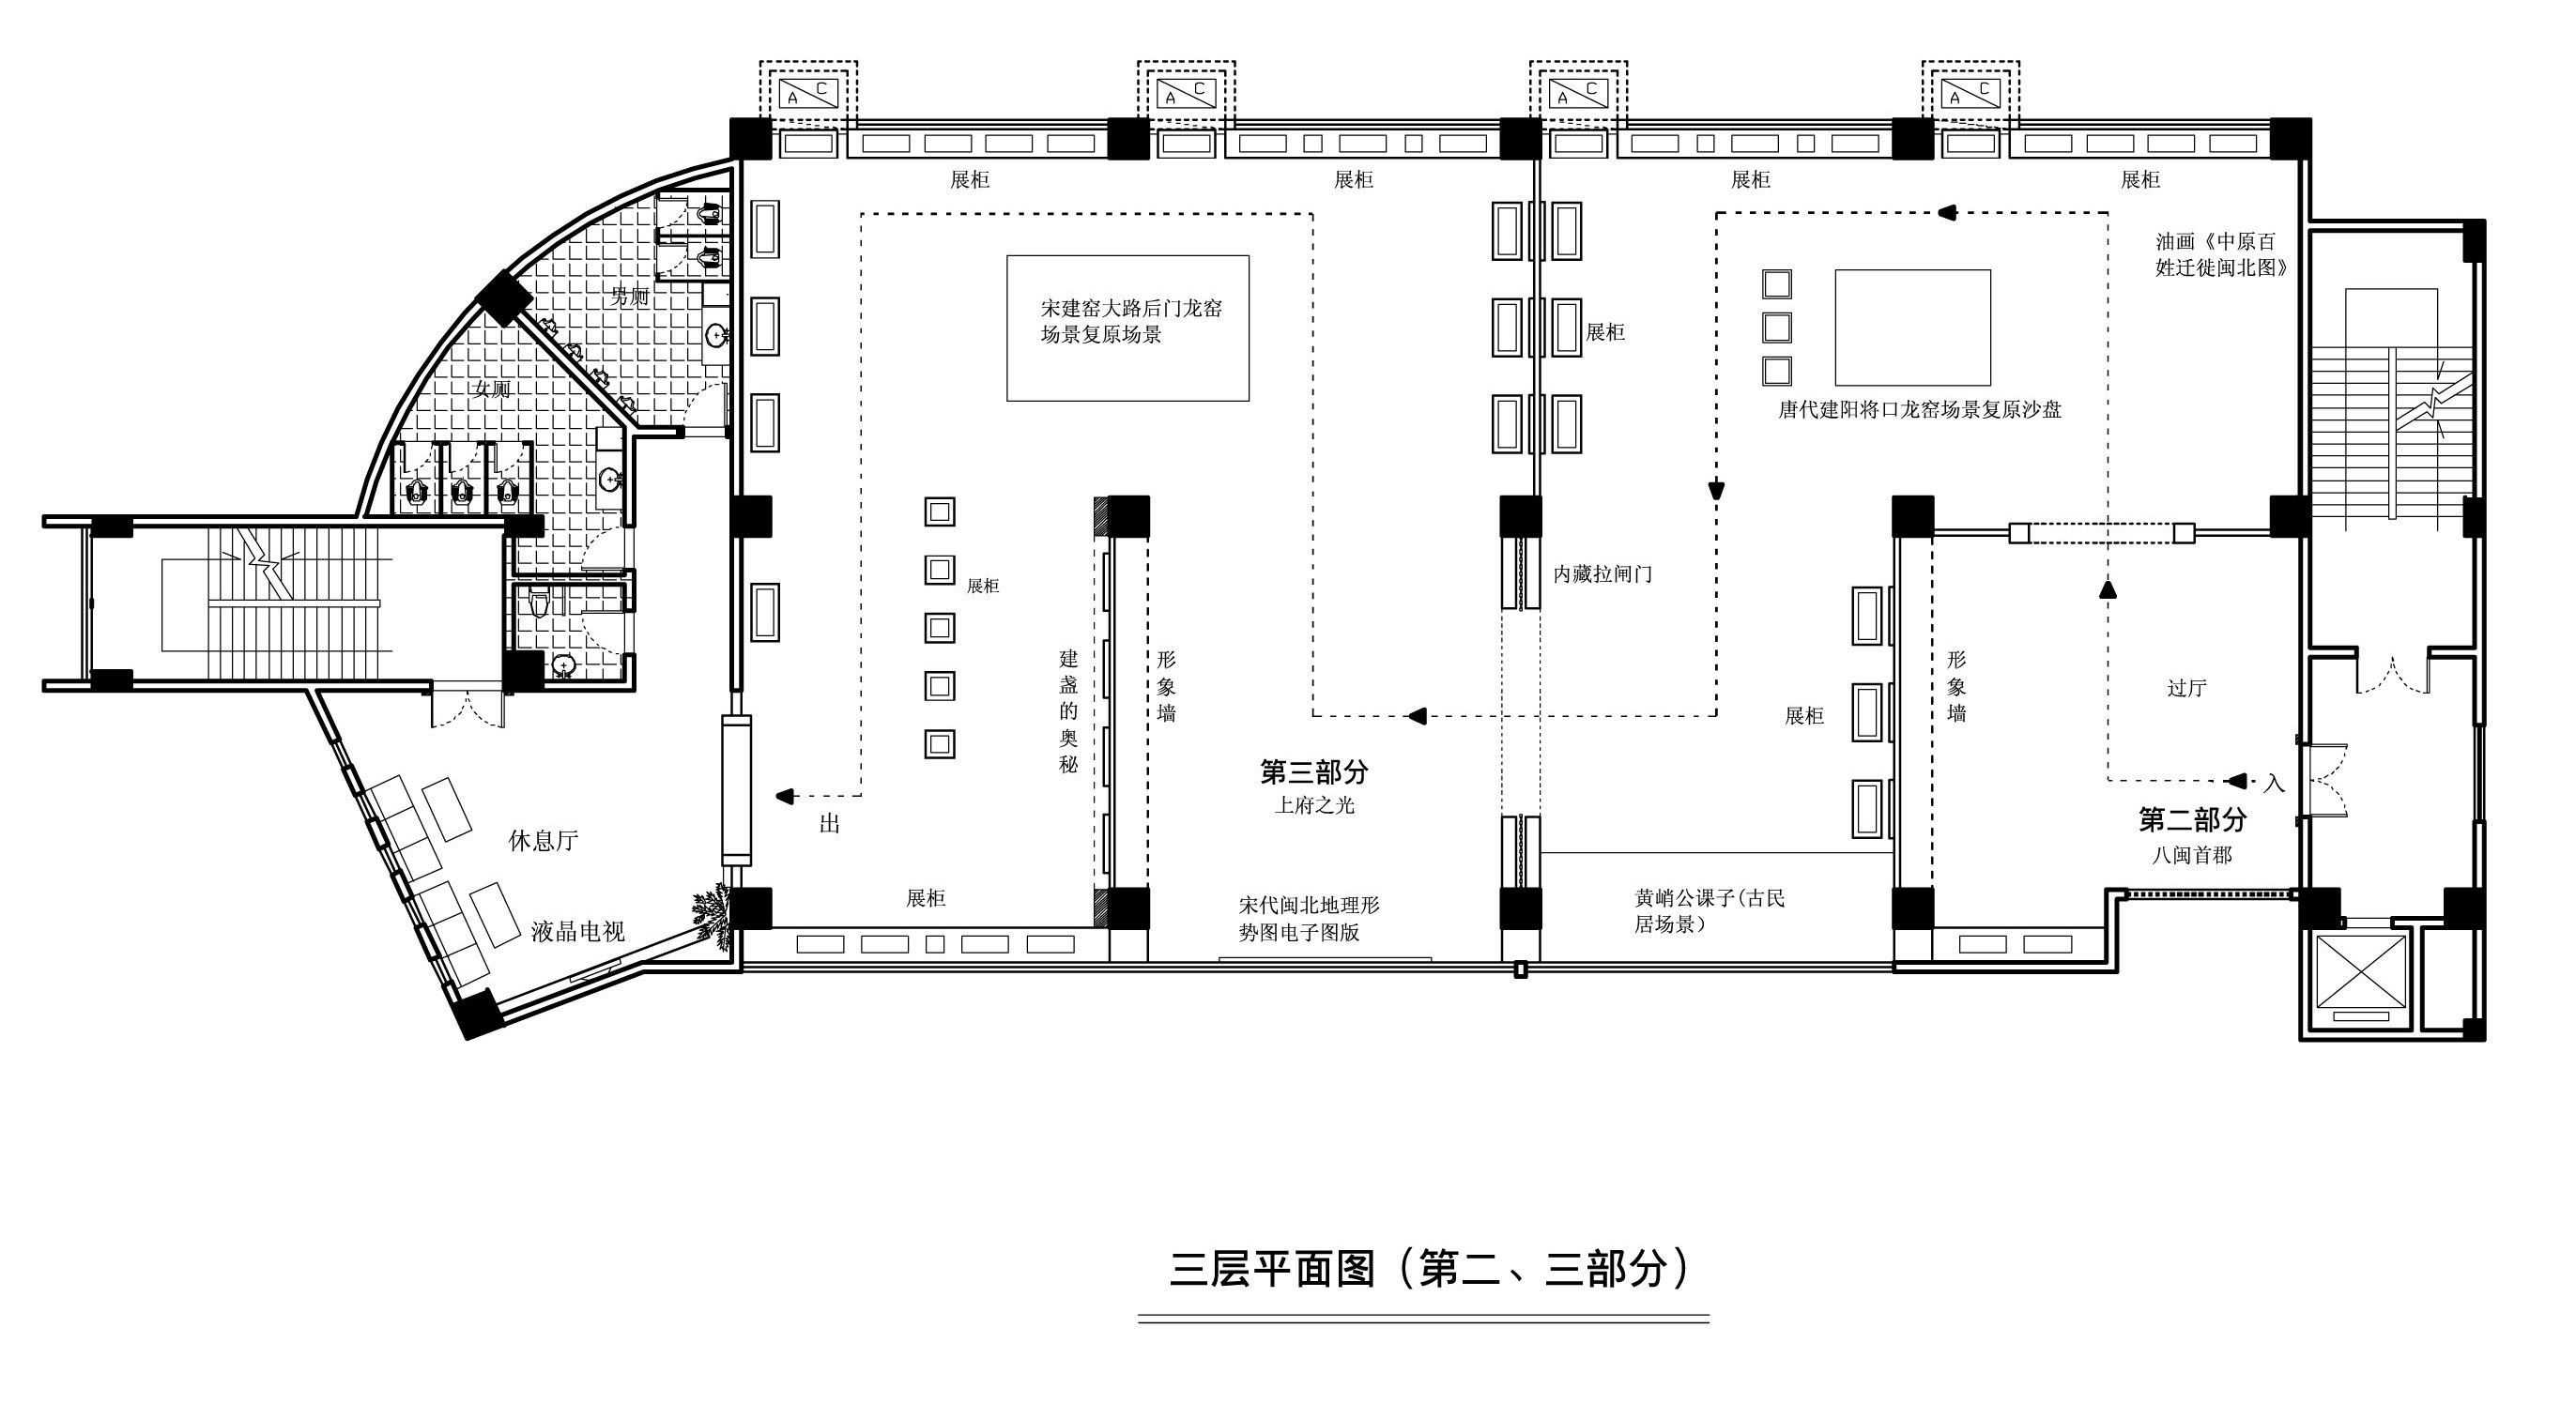 A C
A C
A C
A C
展柜
展柜
展柜
展柜
油画《中原百
姓迁徙闽北图》
男厕
宋建窑大路后门龙窑
场景复原场景
展柜
女厕
唐代建阳将口龙窑场景复原沙盘
内藏拉闸门
展柜
建盏的奥秘
形象墙
形象墙
过厅
展柜
第三部分
上府之光
入
第二部分
八闽首郡
出
休息厅
展柜
宋代闽北地理形
势图电子图版
黄峭公课子(古民
居场景)
液晶电视
三层平面图（第二、三部分）